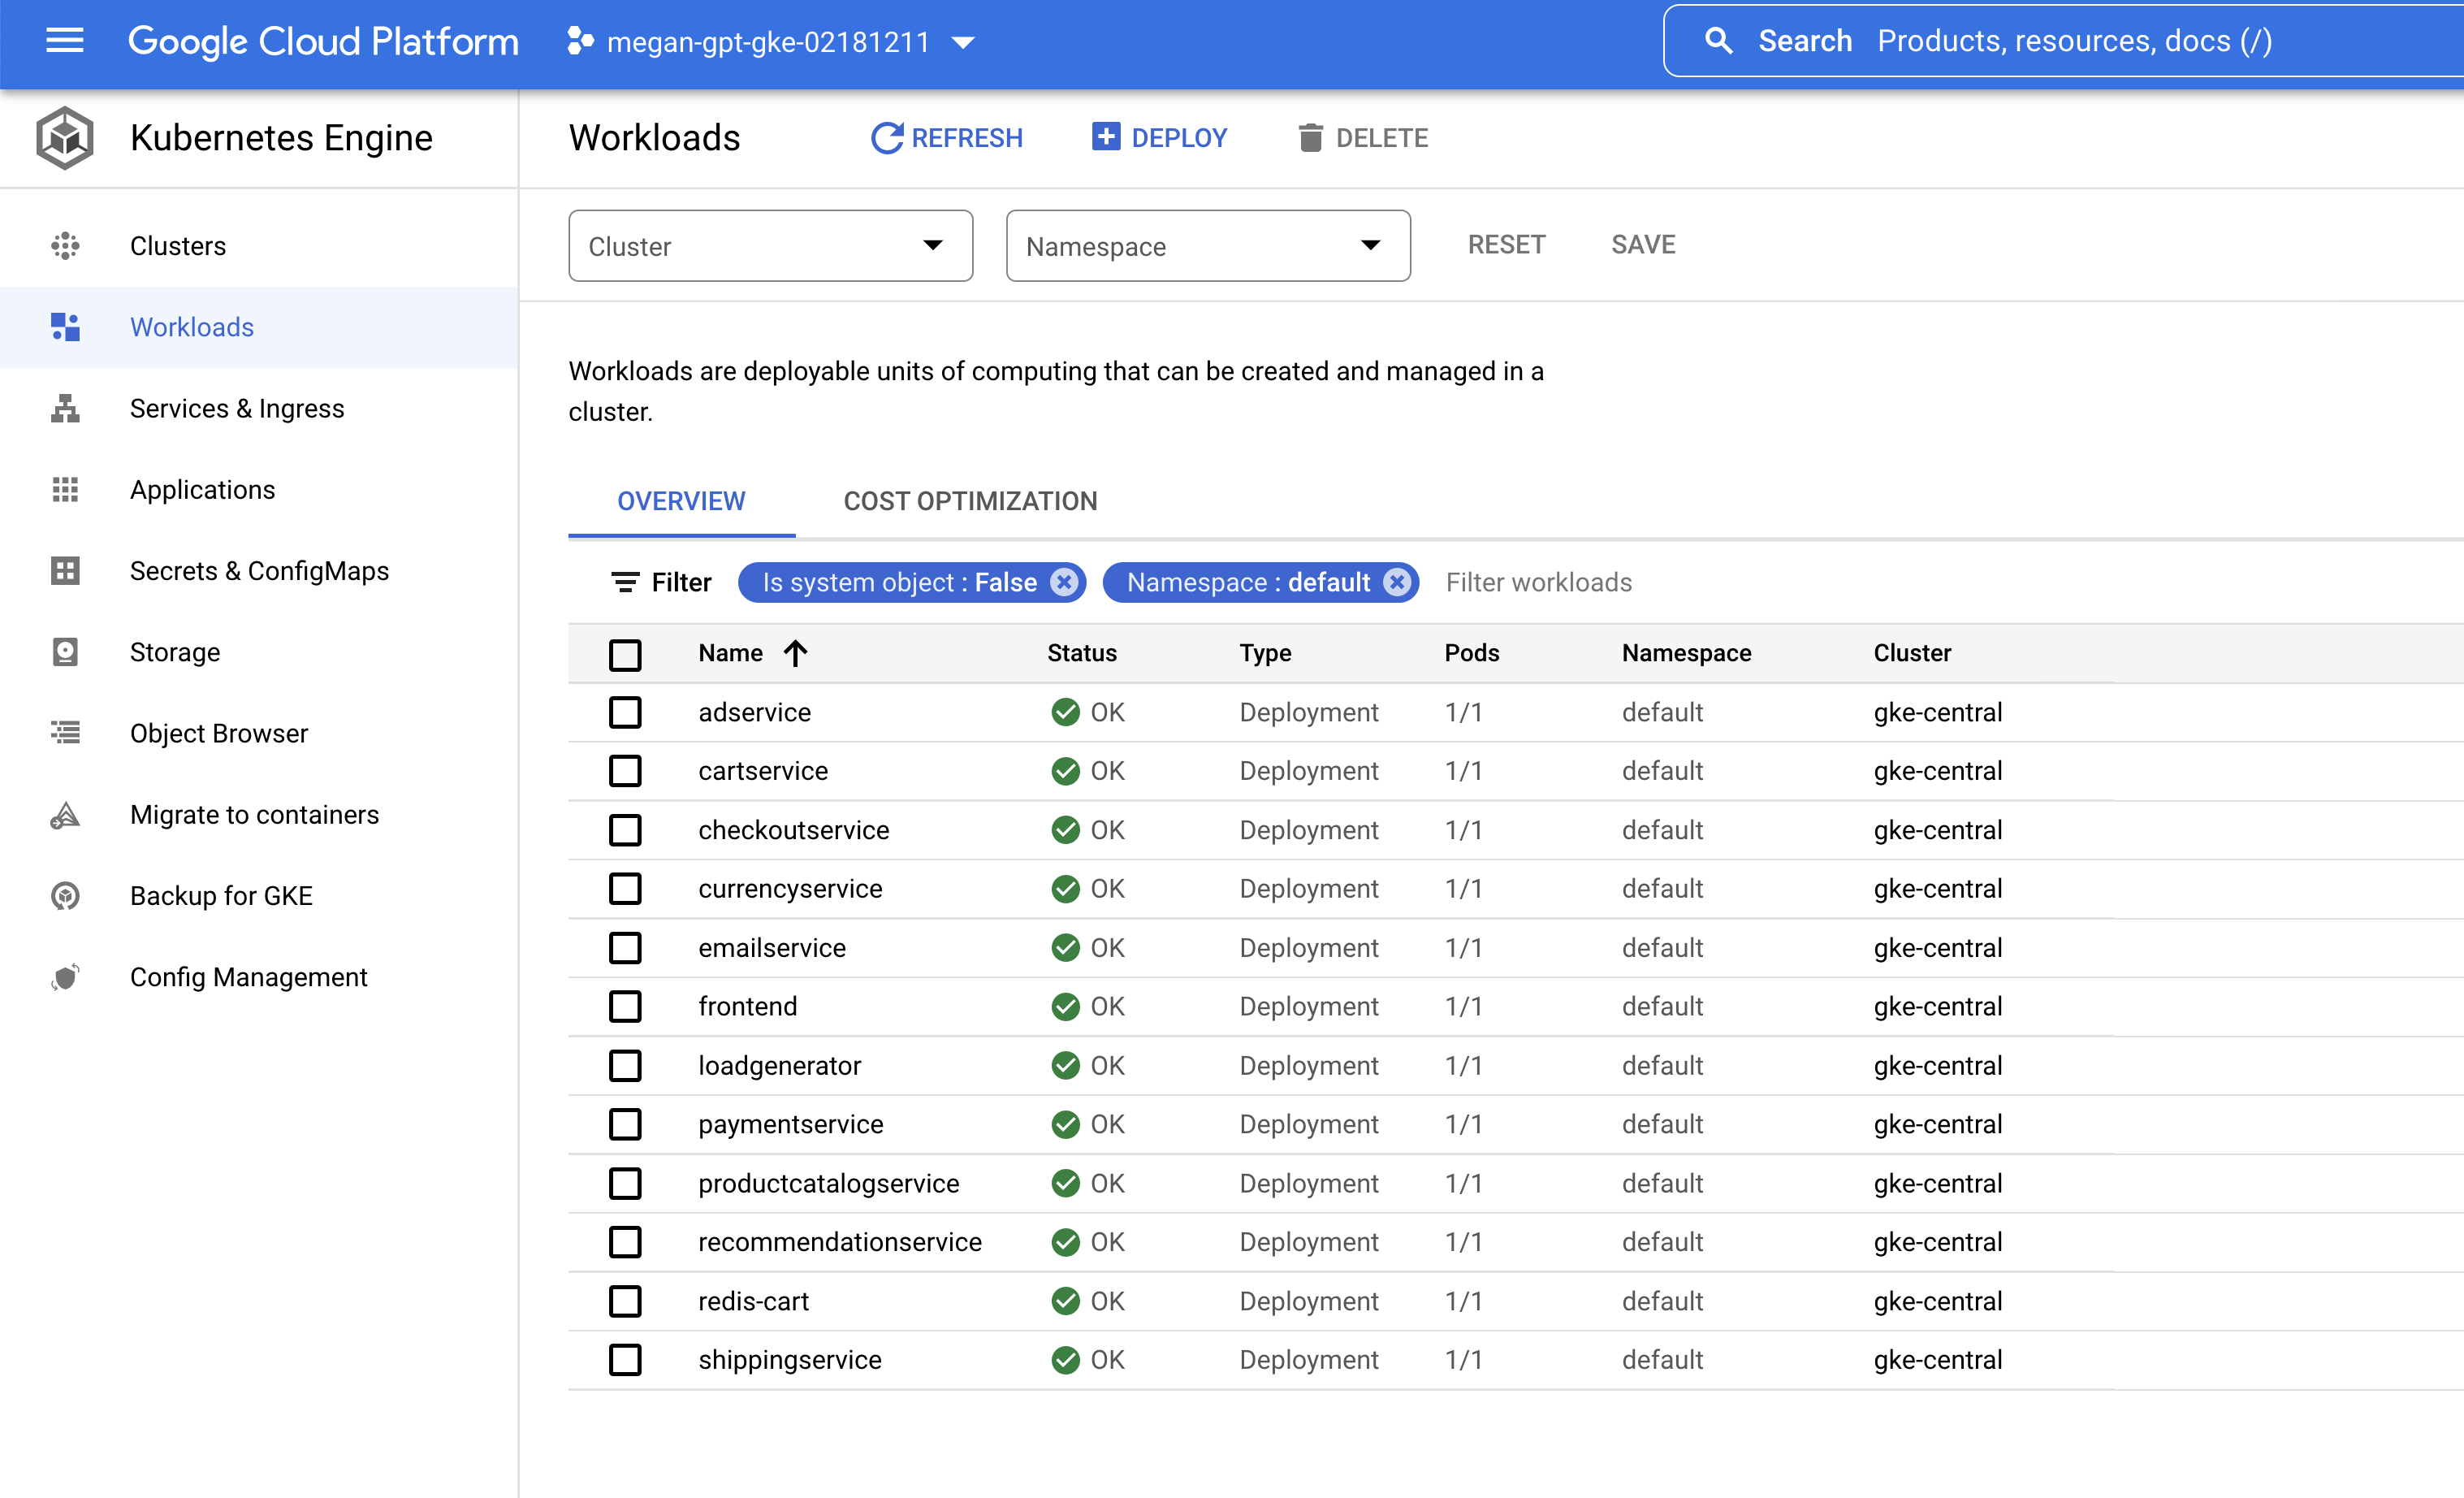 Google Cloud Platform megan-gpt-gke-02181211 Search Products, resources, docs (/)
Kubernetes Engine
Clusters
Workloads
Services & Ingress
Applications
Secrets & ConfigMaps
Storage
Object Browser
Migrate to containers
Backup for GKE
Config Management
Workloads REFRESH DEPLOY DELETE
Cluster Namespace RESET SAVE
Workloads are deployable units of computing that can be created and managed in a
cluster.
OVERVIEW COST OPTIMIZATION
Filter Is system object : False Namespace : default Filter workloads
Name Status Type Pods Namespace Cluster
adservice OK Deployment 1/1 default gke-central
cartservice OK Deployment 1/1 default gke-central
checkoutservice OK Deployment 1/1 default gke-central
currencyservice OK Deployment 1/1 default gke-central
emailservice OK Deployment 1/1 default gke-central
frontend OK Deployment 1/1 default gke-central
loadgenerator OK Deployment 1/1 default gke-central
paymentservice OK Deployment 1/1 default gke-central
productcatalogservice OK Deployment 1/1 default gke-central
recommendationservice OK Deployment 1/1 default gke-central
redis-cart OK Deployment 1/1 default gke-central
shippingservice OK Deployment 1/1 default gke-central